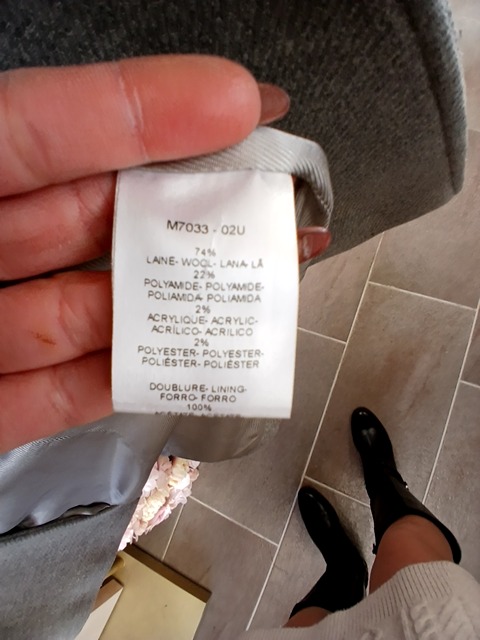 M7033 - 02U
74%
LAINE- WOOL- LANA- LÃ
22%
POLYAMIDE- POLYAMIDE-
POLIAMIDA- POLIAMIDA
2%
ACRYLIQUE- ACRYLIC-
ACRÍLICO- ACRILICO
2%
POLYESTER- POLYESTER-
POLIÉSTER- POLIÉSTER
DOUBLURE- LINING-
FORRO- FORRO
100%